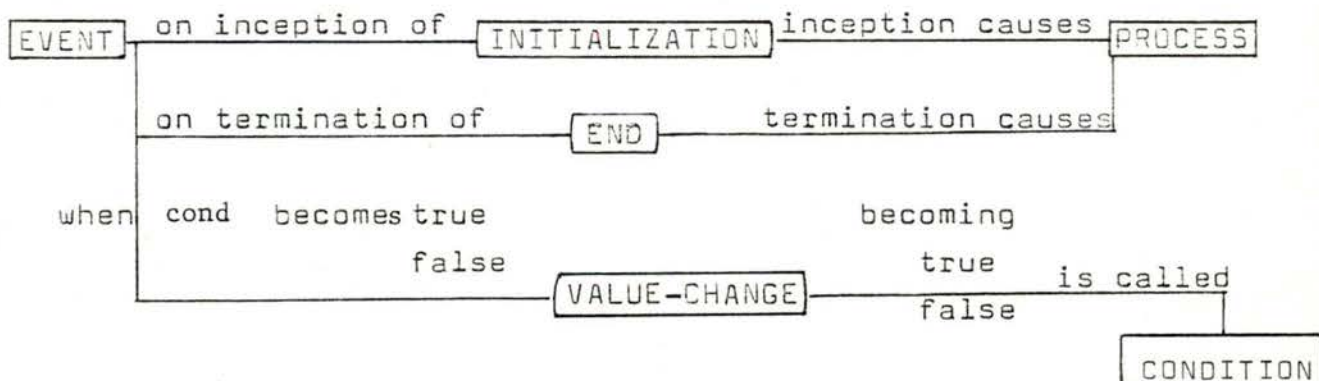 EVENT on inception of INITIALIZATION inception causes PROCESS
on termination of END termination causes
when cond becomes true becoming
false true is called
VALUE-CHANGE false
CONDITION